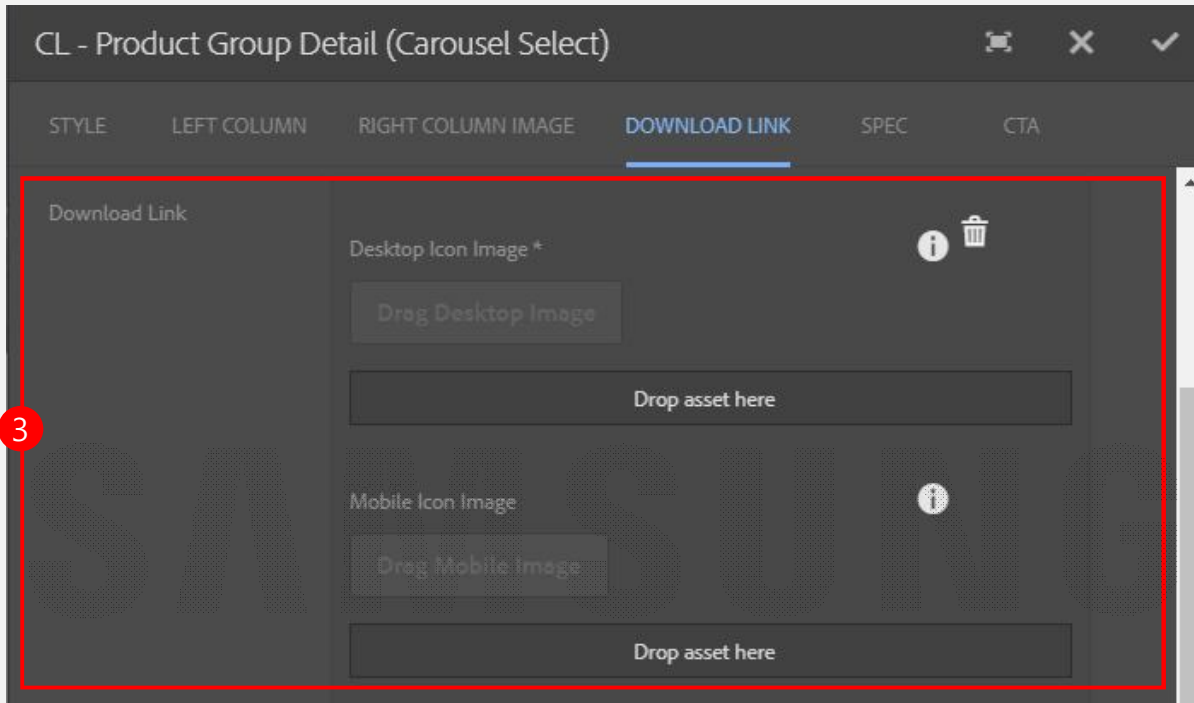 CL - Product Group Detail (Carousel Select)
STYLE LEFT COLUMN RIGHT COLUMN IMAGE DOWNLOAD LINK SPEC CTA
Download Link
Desktop Icon Image *
Drag Desktop Image
Drop asset here
3
Mobile Icon Image
Drag Mobile Image
Drop asset here
SAMSUNG